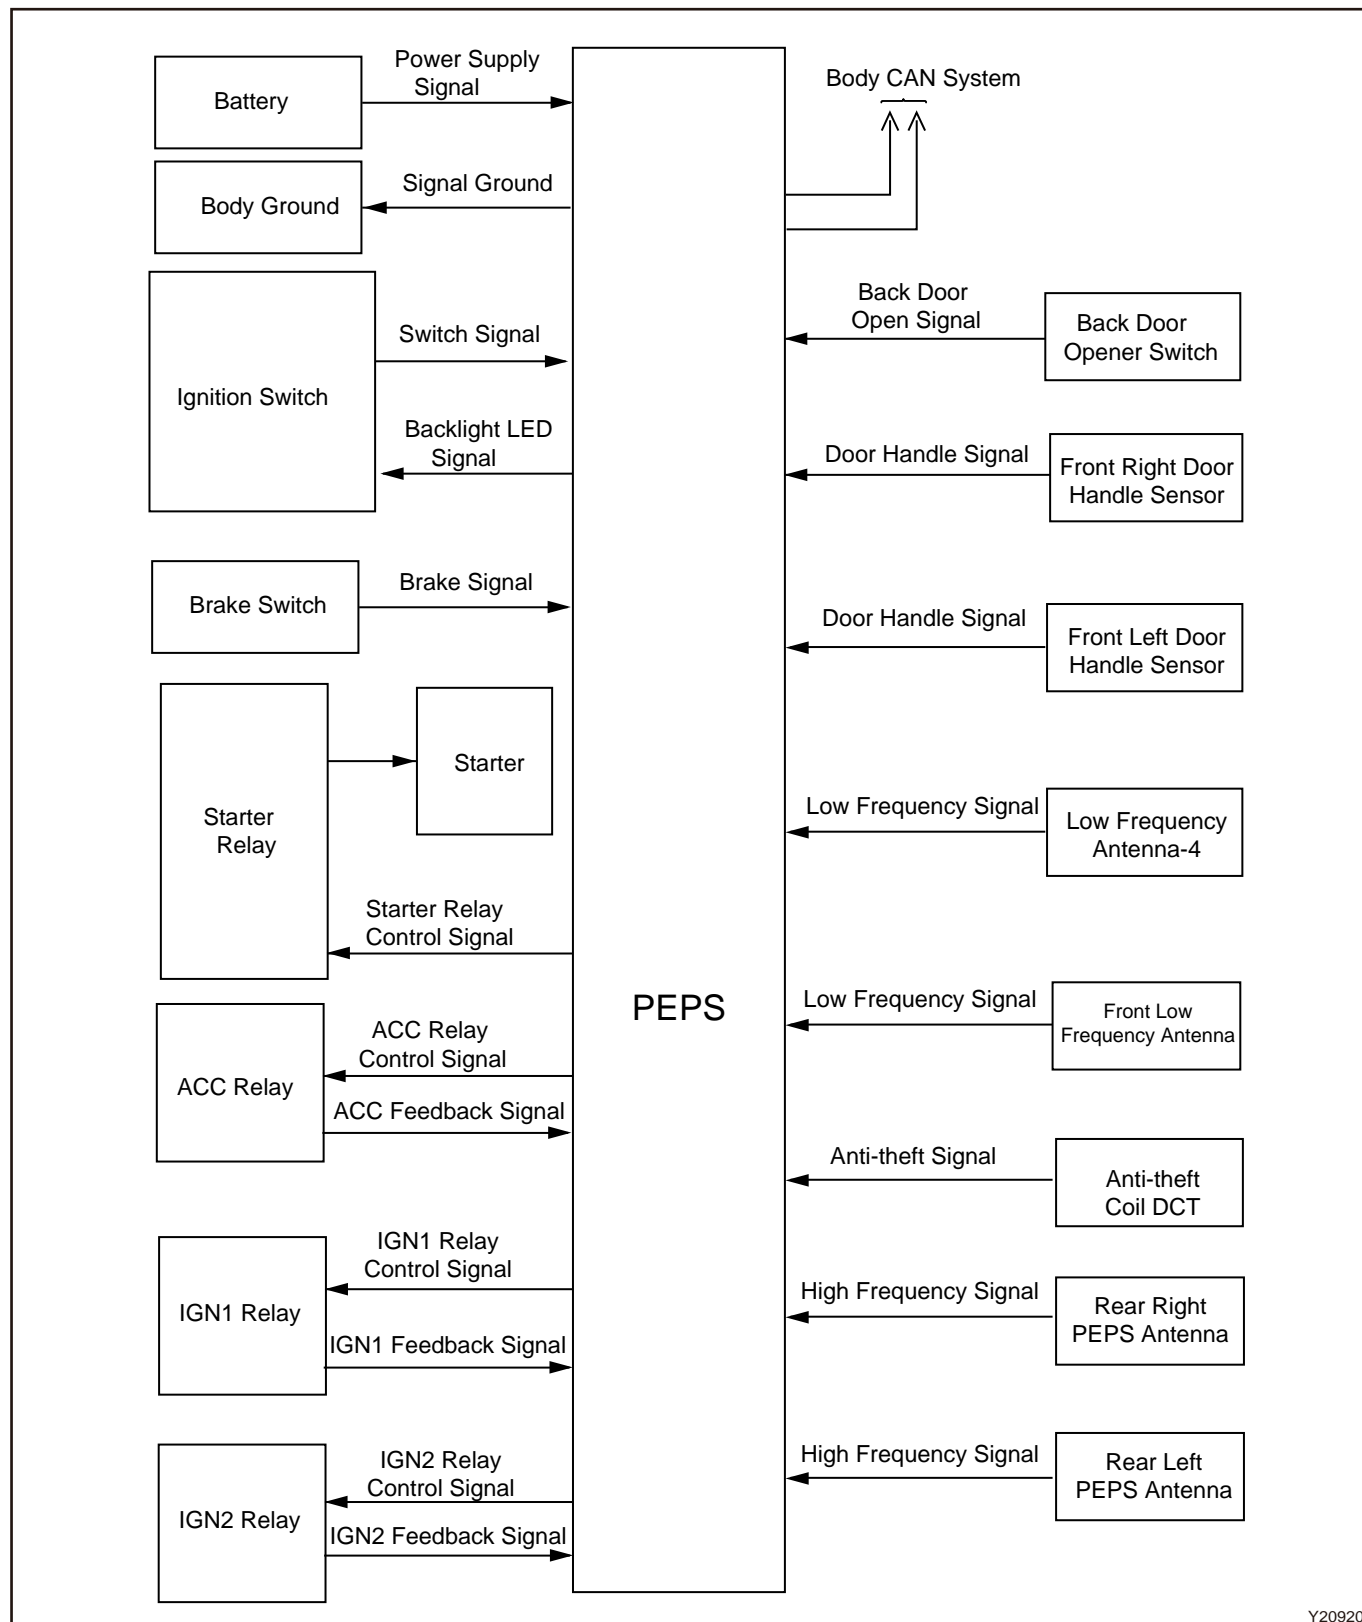 Power Supply
Signal
Battery
Signal Ground
Body Ground
Switch Signal
Ignition Switch
Backlight LED
Signal
Brake Signal
Brake Switch
Starter
Starter
Relay
Starter Relay
Control Signal
ACC Relay
Control Signal
ACC Relay
ACC Feedback Signal
IGN1 Relay
Control Signal
IGN1 Relay
IGN1 Feedback Signal
IGN2 Relay
Control Signal
IGN2 Relay
IGN2 Feedback Signal
PEPS
Body CAN System
Back Door
Open Signal
Back Door
Opener Switch
Door Handle Signal
Front Right Door
Handle Sensor
Door Handle Signal
Front Left Door
Handle Sensor
Low Frequency Signal
Low Frequency
Antenna-4
Low Frequency Signal
Front Low
Frequency Antenna
Anti-theft Signal
Anti-theft
Coil DCT
High Frequency Signal
Rear Right
PEPS Antenna
High Frequency Signal
Rear Left
PEPS Antenna
Y20920